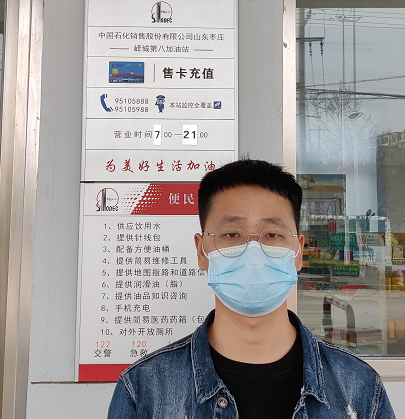 SINOPEC
中国石化销售股份有限公司山东枣庄
峄城第八加油站
售卡充值
95105888
95105988
本站监控全覆盖
营业时间7:00—21:00
为美好生活加油
SINOPEC
便民
1、供应饮用水
2、提供针线包
3、配备方便油桶
4、提供简易维修工具
5、提供地图指路和道路信
6、提供润滑油（脂）
7、提供油品知识咨询
8、手机充电
9、提供简易医药药箱（包
10、对外开放厕所
122 120
交警 急救